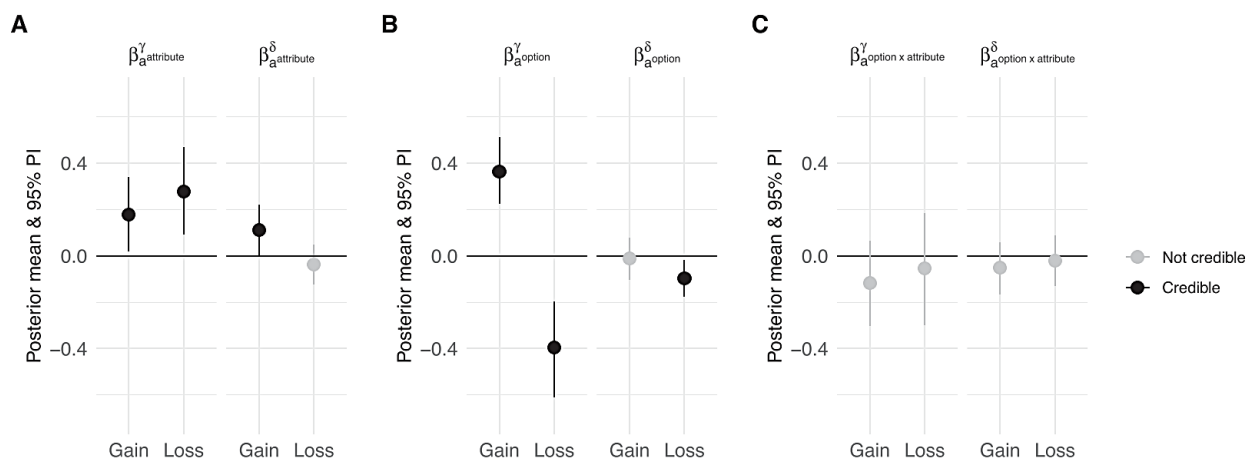 A
B
C
β^γ_a attribute
β^δ_a attribute
β^γ_a option
β^δ_a option
β^γ_a option x attribute
β^δ_a option x attribute
Posterior mean & 95% PI
0.4
0.0
−0.4
Gain Loss Gain Loss
Posterior mean & 95% PI
0.4
0.0
−0.4
Gain Loss Gain Loss
Posterior mean & 95% PI
0.4
0.0
−0.4
Gain Loss Gain Loss
Not credible
Credible